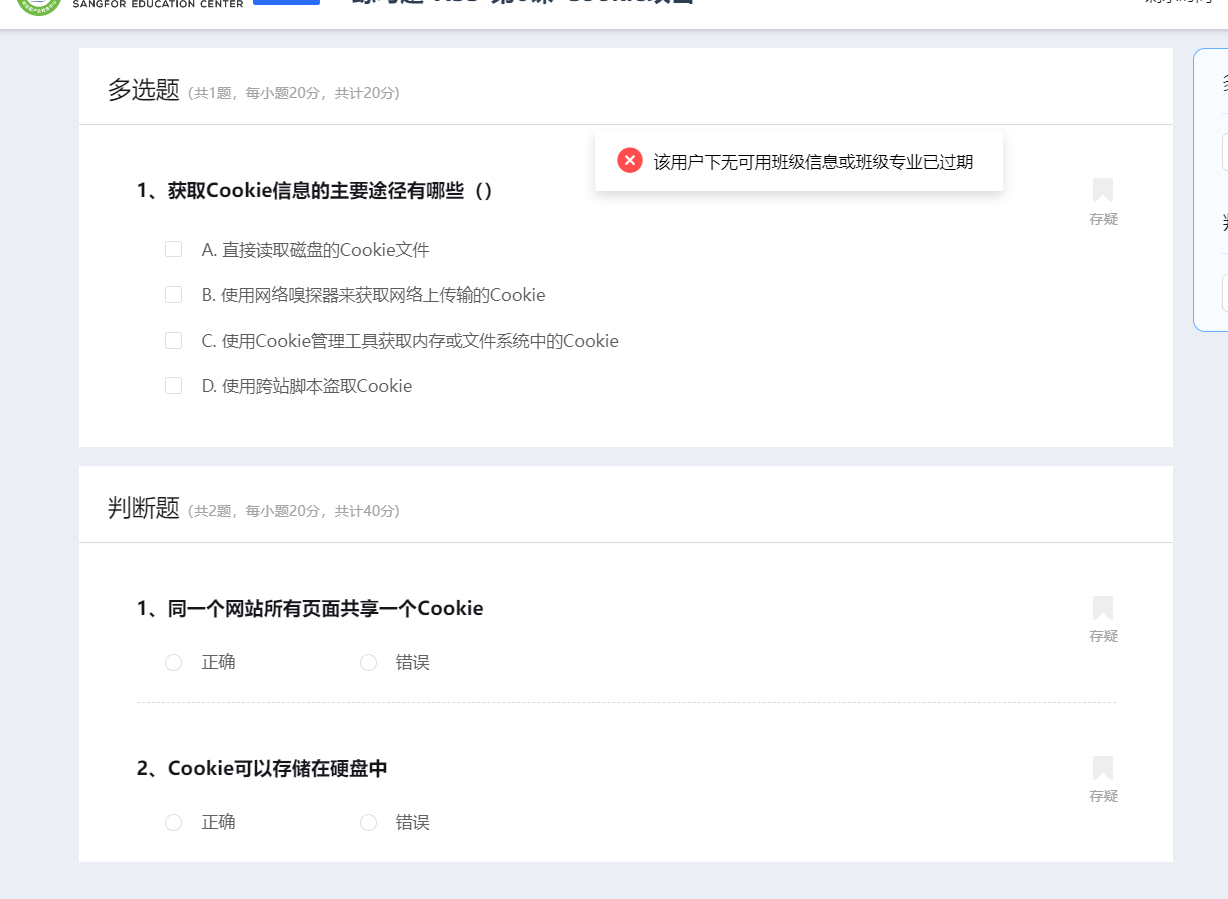 SANGFOR EDUCATION CENTER
多选题 (共1题，每小题20分，共计20分)
该用户下无可用班级信息或班级专业已过期
1、获取Cookie信息的主要途径有哪些（）
存疑
A. 直接读取磁盘的Cookie文件
B. 使用网络嗅探器来获取网络上传输的Cookie
C. 使用Cookie管理工具获取内存或文件系统中的Cookie
D. 使用跨站脚本盗取Cookie
判断题 (共2题，每小题20分，共计40分)
1、同一个网站所有页面共享一个Cookie
存疑
正确 错误
2、Cookie可以存储在硬盘中
存疑
正确 错误